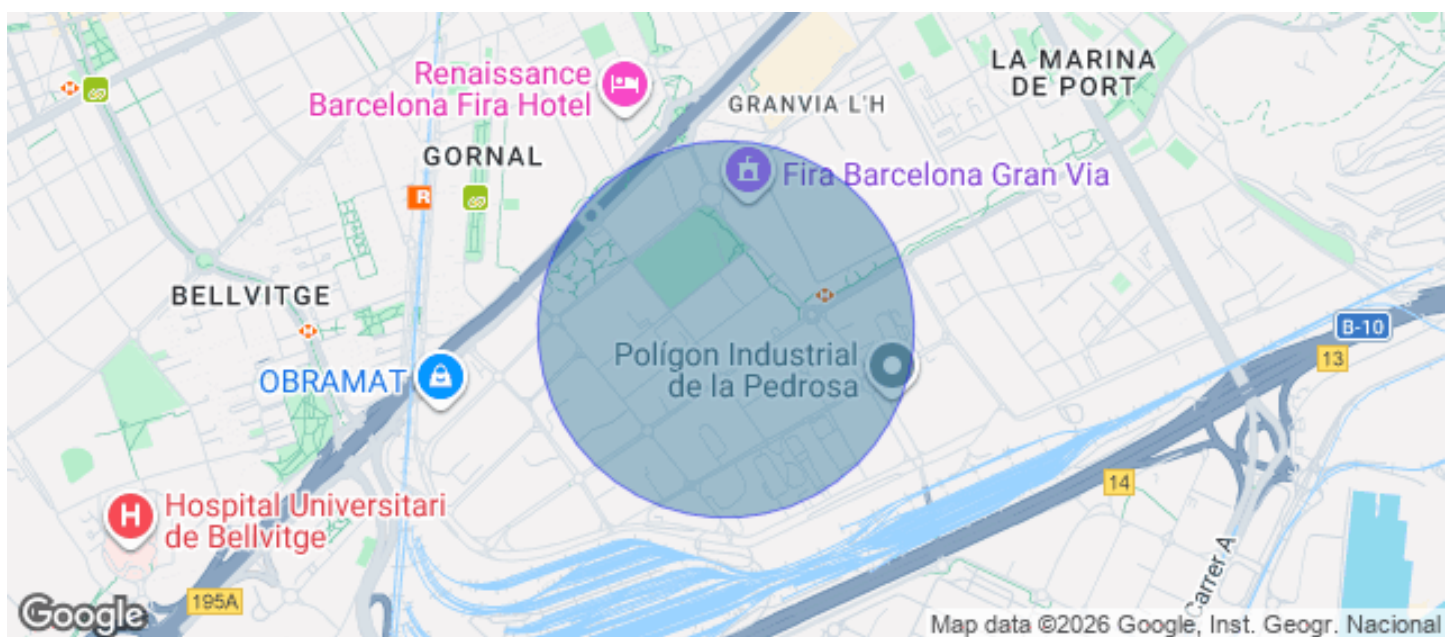 LA MARINA
DE PORT
Renaissance
Barcelona Fira Hotel
GRANVIA L'H
GORNAL
R
Fira Barcelona Gran Via
BELLVITGE
B-10
13
Polígon Industrial
de la Pedrosa
OBRAMAT
14
H
Hospital Universitari
de Bellvitge
Carrer A
195A
Google
Map data ©2026 Google, Inst. Geogr. Nacional